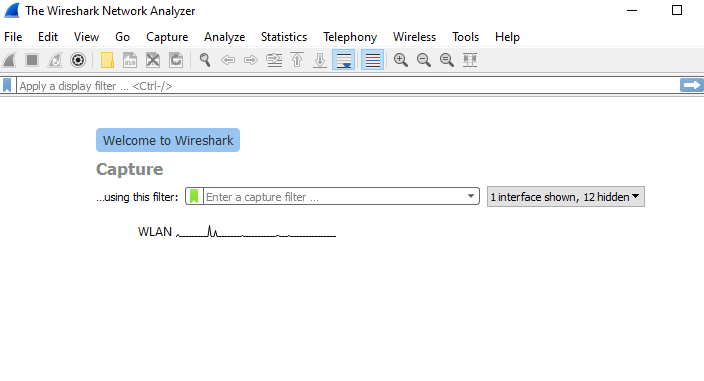 The Wireshark Network Analyzer
File Edit View Go Capture Analyze Statistics Telephony Wireless Tools Help
Apply a display filter ... <Ctrl-/>
Welcome to Wireshark
Capture
...using this filter: Enter a capture filter ... 1 interface shown, 12 hidden
WLAN